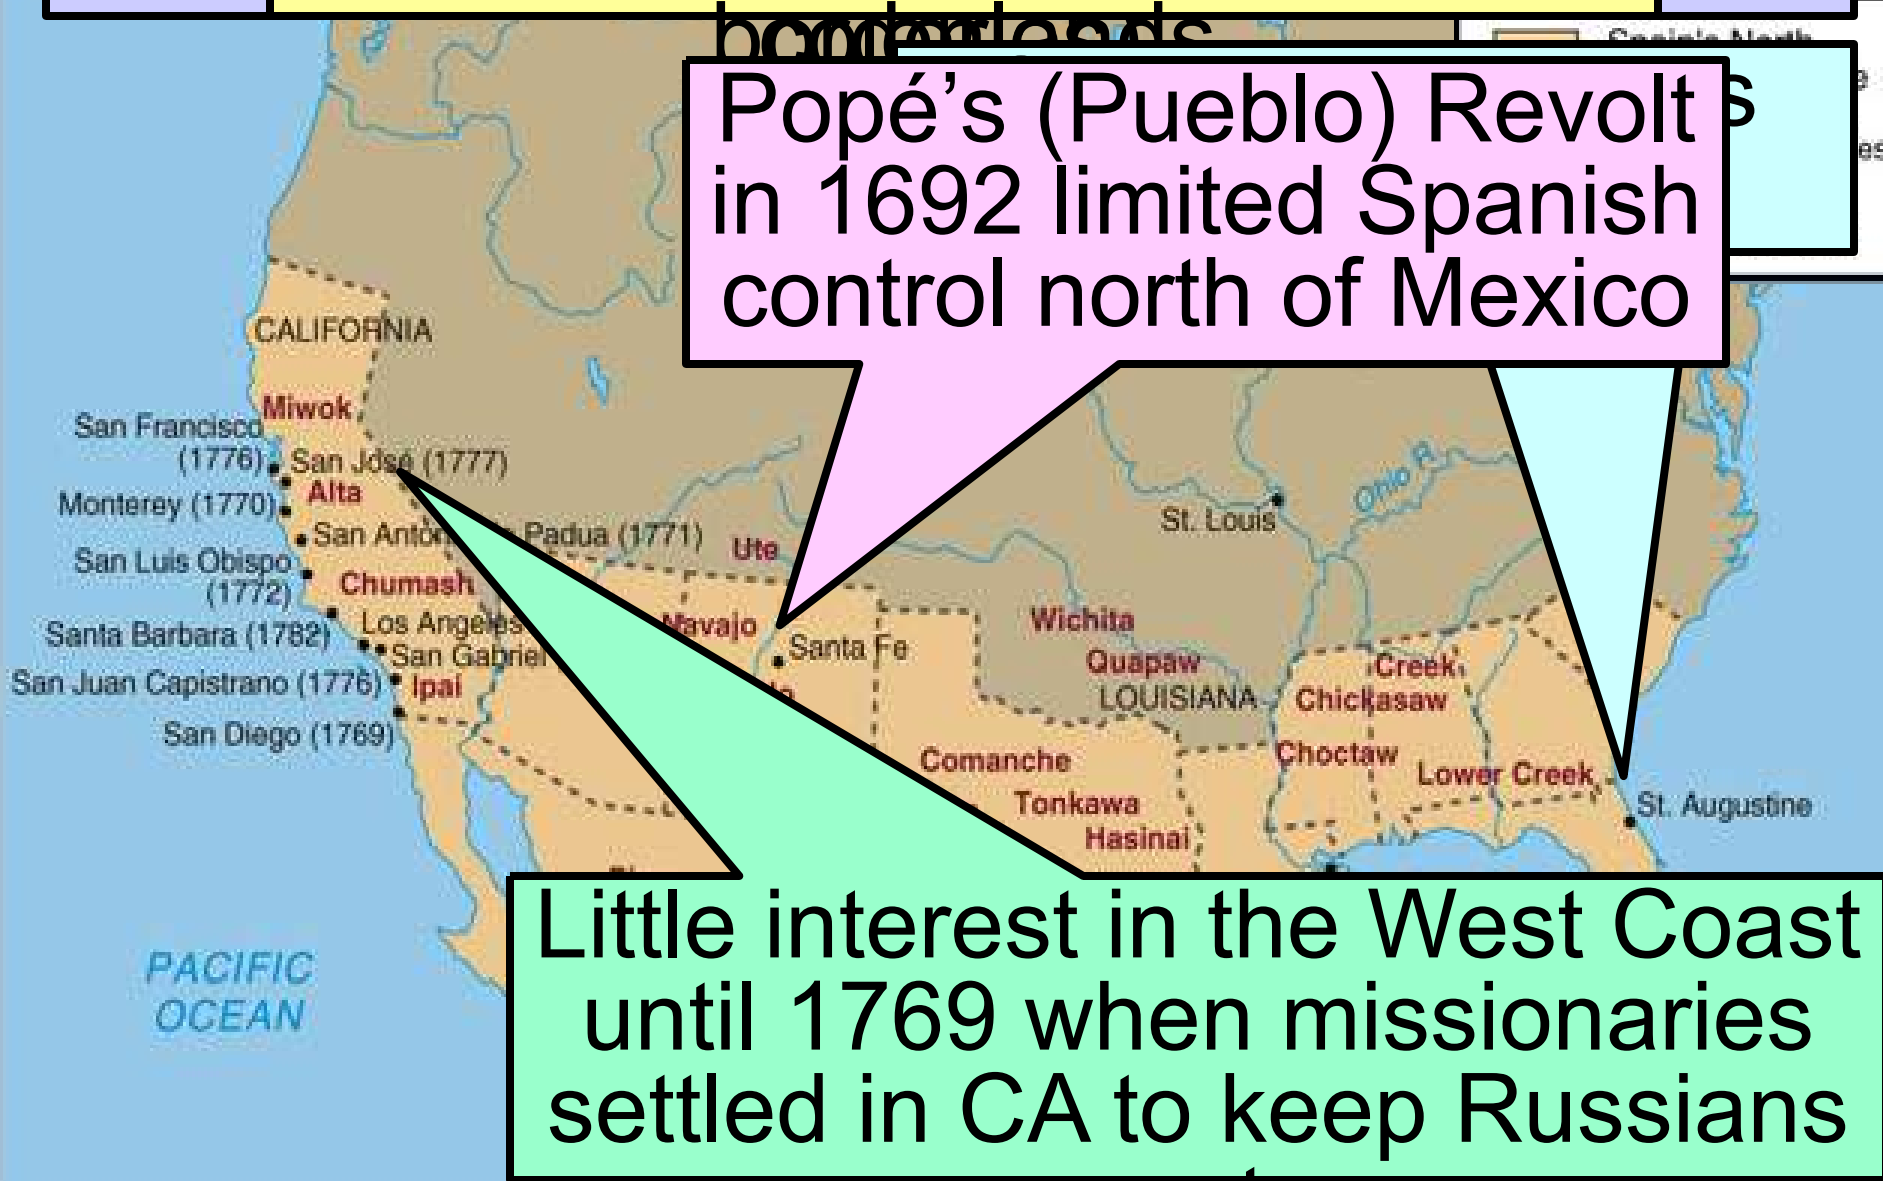 Popé’s (Pueblo) Revolt
in 1692 limited Spanish
control north of Mexico
s
es
CALIFORNIA
Miwok
San Francisco
(1776)
San José (1777)
Alta
Monterey (1770)
Padua (1771)
San Luis Obispo
(1772)
Chumash
Santa Barbara (1782)
Los Angeles
San Gabriel
San Juan Capistrano (1776)
Ipai
San Diego (1769)
Ute
Navajo
Santa Fe
St. Louis
Ohio R.
Wichita
Quapaw
LOUISIANA
Creek
Chickasaw
Choctaw
Lower Creek
Comanche
Tonkawa
Hasinai
St. Augustine
PACIFIC
OCEAN
Little interest in the West Coast
until 1769 when missionaries
settled in CA to keep Russians